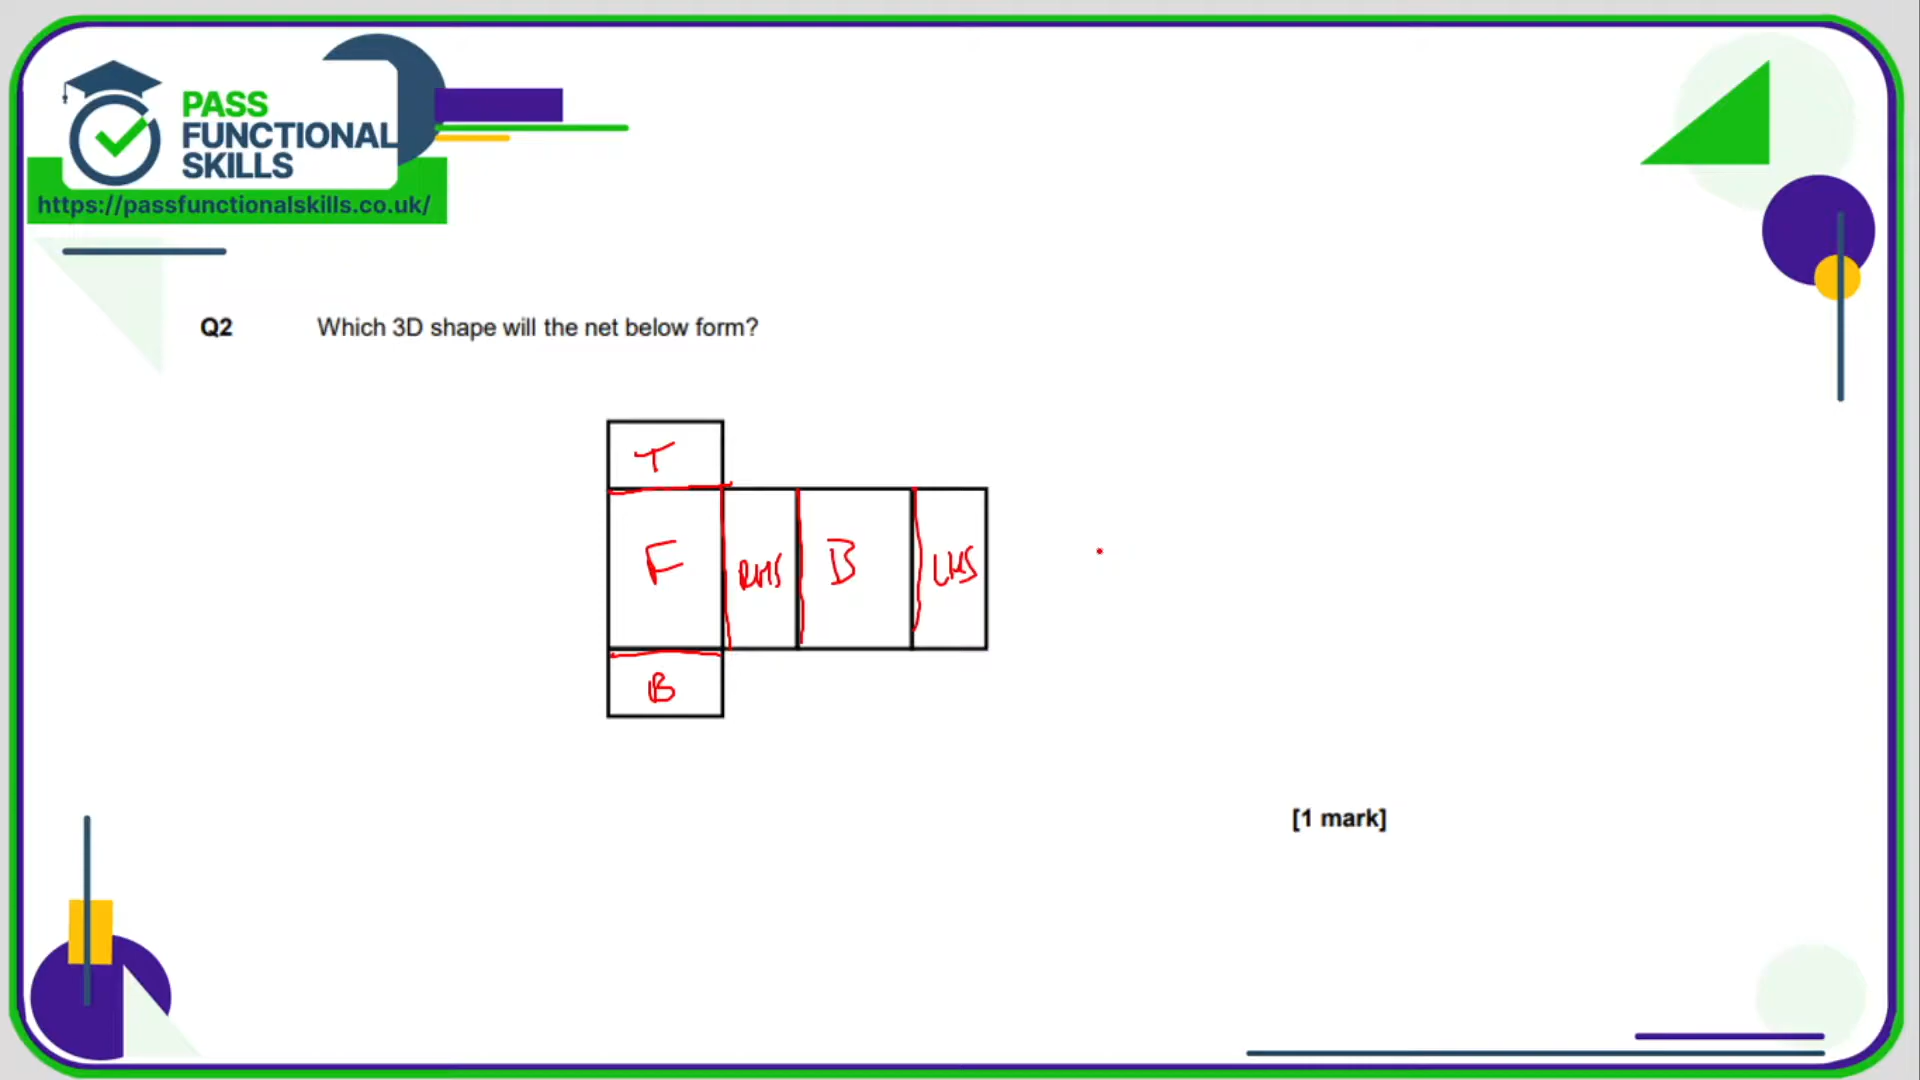 PASS
FUNCTIONAL
SKILLS
https://passfunctionalskills.co.uk/
Q2 Which 3D shape will the net below form?
T
F RHS B LHS
B
[1 mark]